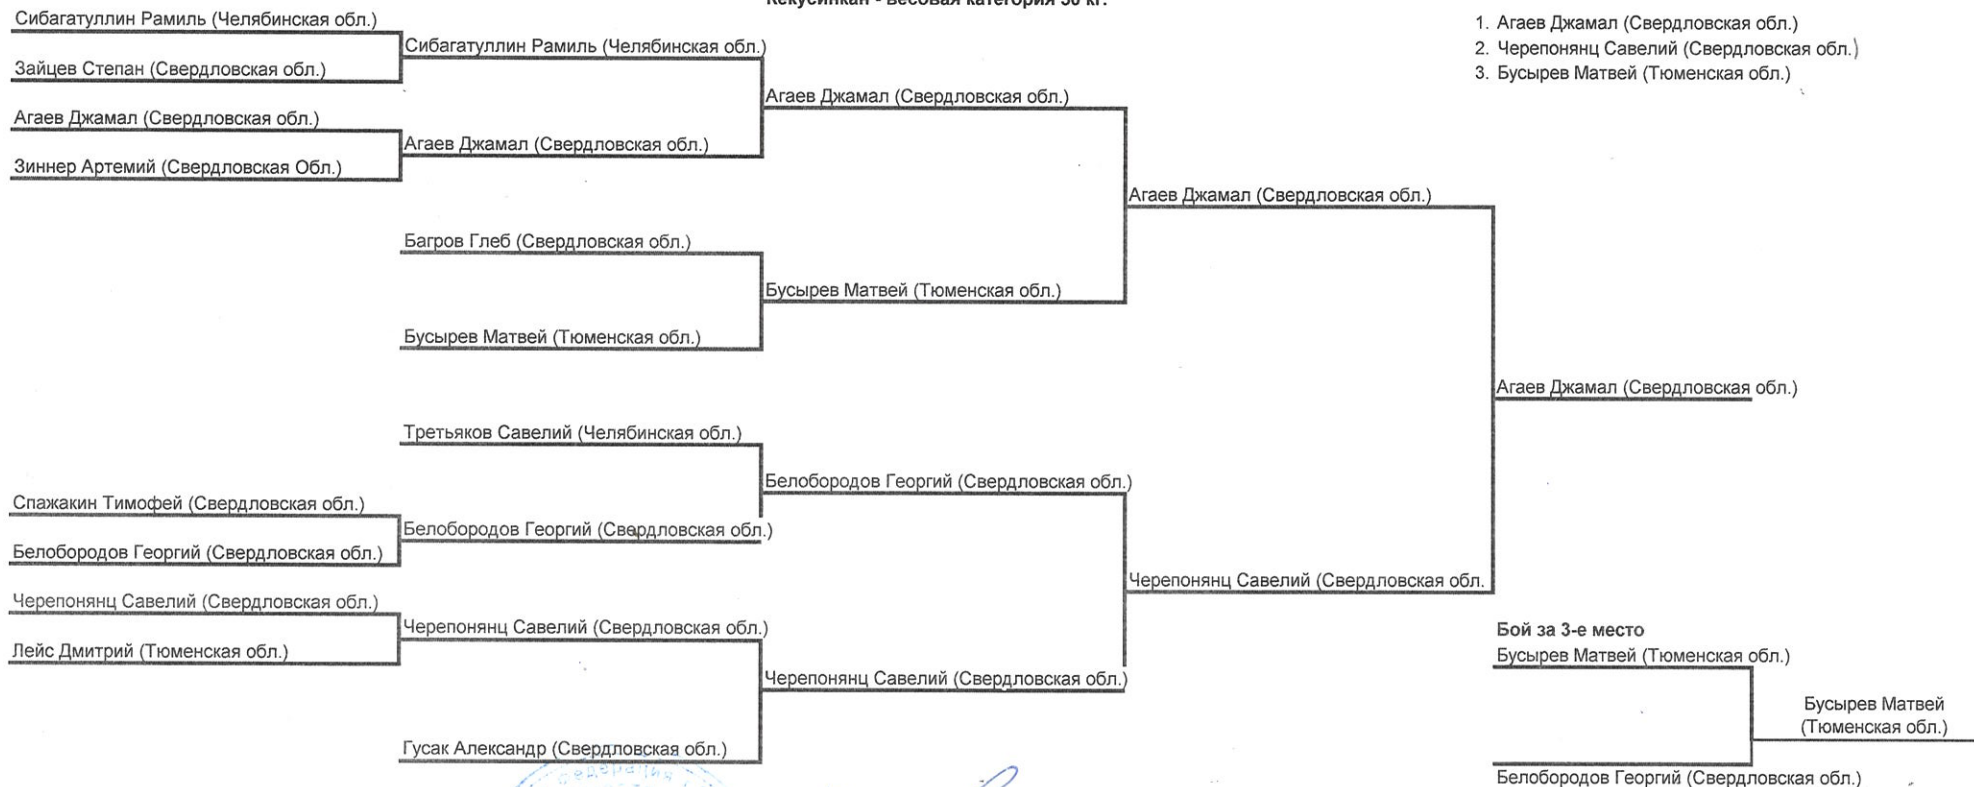 Кекусинкан - весовая категория 50 кг.
1. Агаев Джамал (Свердловская обл.)
2. Черепонянц Савелий (Свердловская обл.)
3. Бусырев Матвей (Тюменская обл.)
Сибагатуллин Рамиль (Челябинская обл.)
Зайцев Степан (Свердловская обл.)
Агаев Джамал (Свердловская обл.)
Зиннер Артемий (Свердловская Обл.)
Спажакин Тимофей (Свердловская обл.)
Белобородов Георгий (Свердловская обл.)
Черепонянц Савелий (Свердловская обл.)
Лейс Дмитрий (Тюменская обл.)
Сибагатуллин Рамиль (Челябинская обл.)
Агаев Джамал (Свердловская обл.)
Багров Глеб (Свердловская обл.)
Бусырев Матвей (Тюменская обл.)
Третьяков Савелий (Челябинская обл.)
Белобородов Георгий (Свердловская обл.)
Черепонянц Савелий (Свердловская обл.)
Гусак Александр (Свердловская обл.)
Агаев Джамал (Свердловская обл.)
Бусырев Матвей (Тюменская обл.)
Белобородов Георгий (Свердловская обл.)
Черепонянц Савелий (Свердловская обл.)
Агаев Джамал (Свердловская обл.)
Черепонянц Савелий (Свердловская обл.
Агаев Джамал (Свердловская обл.)
Бой за 3-е место
Бусырев Матвей (Тюменская обл.)
Белобородов Георгий (Свердловская обл.)
Бусырев Матвей
(Тюменская обл.)
федерация